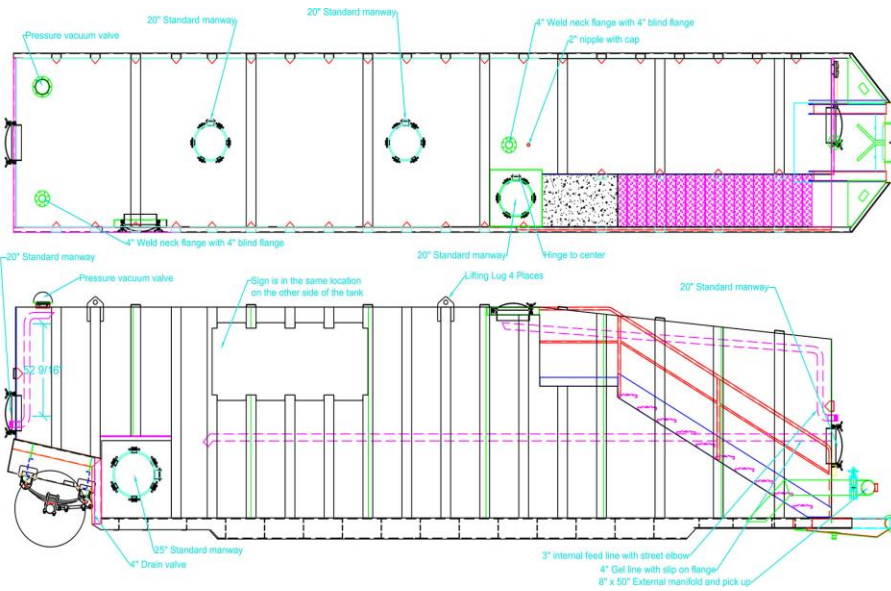 20" Standard manway
20" Standard manway
4" Weld neck flange with 4" blind flange
Pressure vacuum valve
2" nipple with cap
4" Weld neck flange with 4" blind flange
20" Standard manway
Hinge to center
20" Standard manway
Pressure vacuum valve
Sign is in the same location
on the other side of the tank
Lifting Lug 4 Places
20" Standard manway
52 9/16"
25" Standard manway
4" Drain valve
3" internal feed line with street elbow
4" Gel line with slip on flange
8" x 50" External manifold and pick up